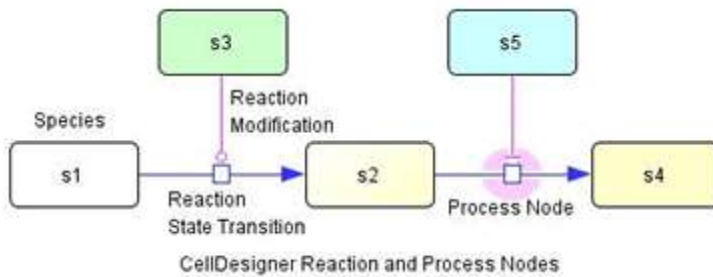 s3
s5
Reaction
Modification
Species
s1
s2
s4
Reaction
State Transition
Process Node
CellDesigner Reaction and Process Nodes